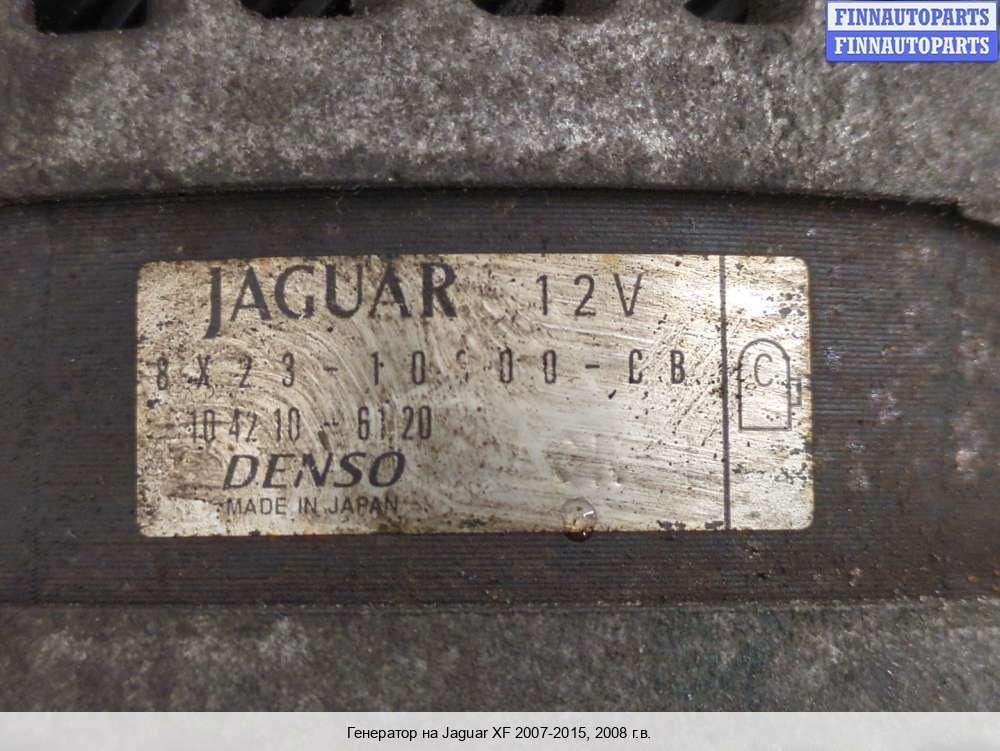 FINNAUTOPARTS
FINNAUTOPARTS
JAGUAR 12V
8X23-10300-CB
C
104210-6120
DENSO
MADE IN JAPAN
Генератор на Jaguar XF 2007-2015, 2008 г.в.